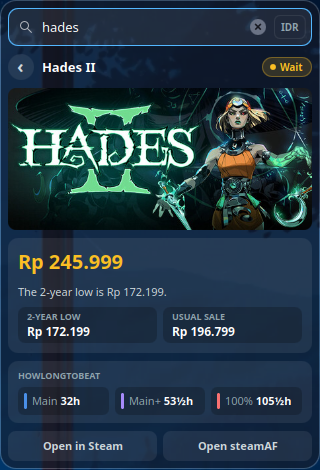 hades
IDR
Hades II
Wait
HADES
II
Rp 245.999
The 2-year low is Rp 172.199.
2-YEAR LOW
Rp 172.199
USUAL SALE
Rp 196.799
HOWLONGTOBEAT
Main 32h
Main+ 53½h
100% 105½h
Open in Steam
Open steamAF